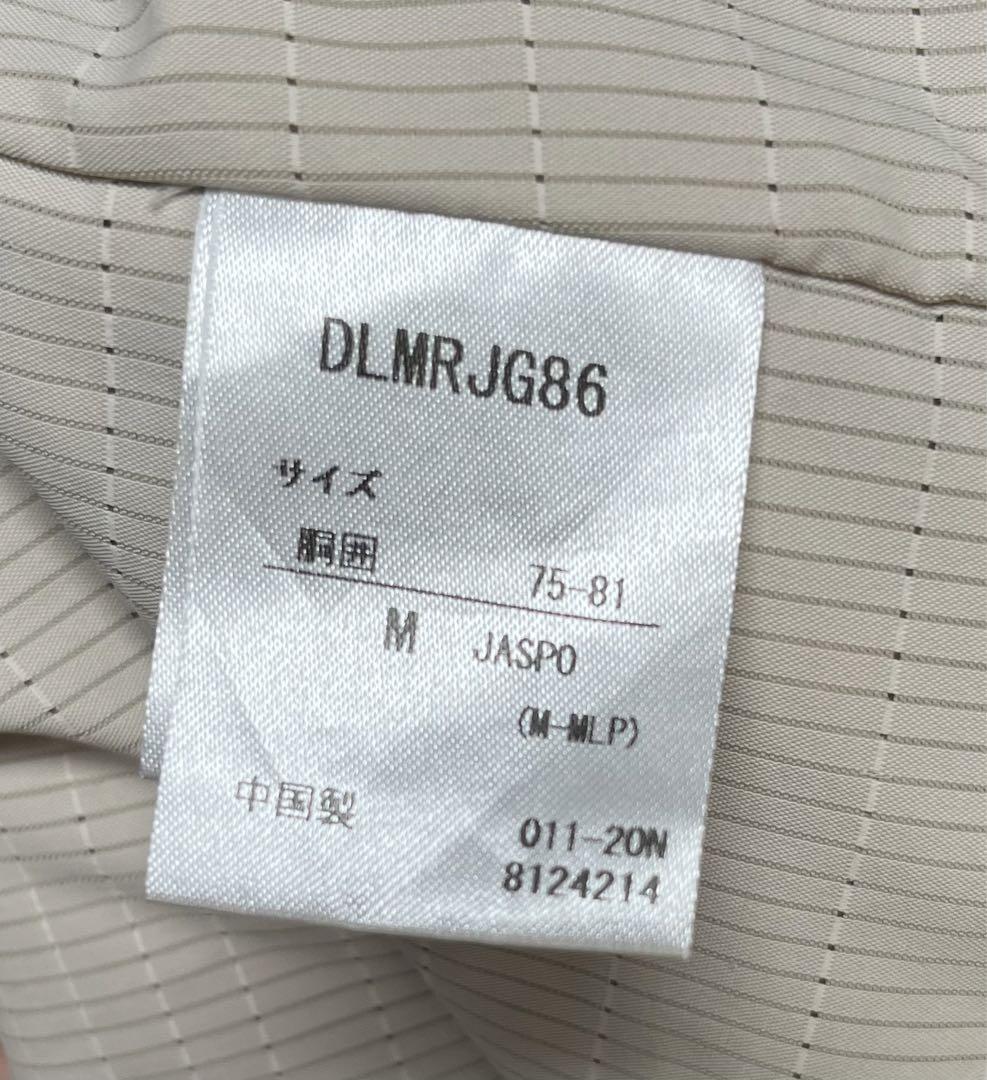 DLMRJG86
サイズ
胴囲 75-81
M JASPO
(M-MLP)
中国製
011-20N
8124214